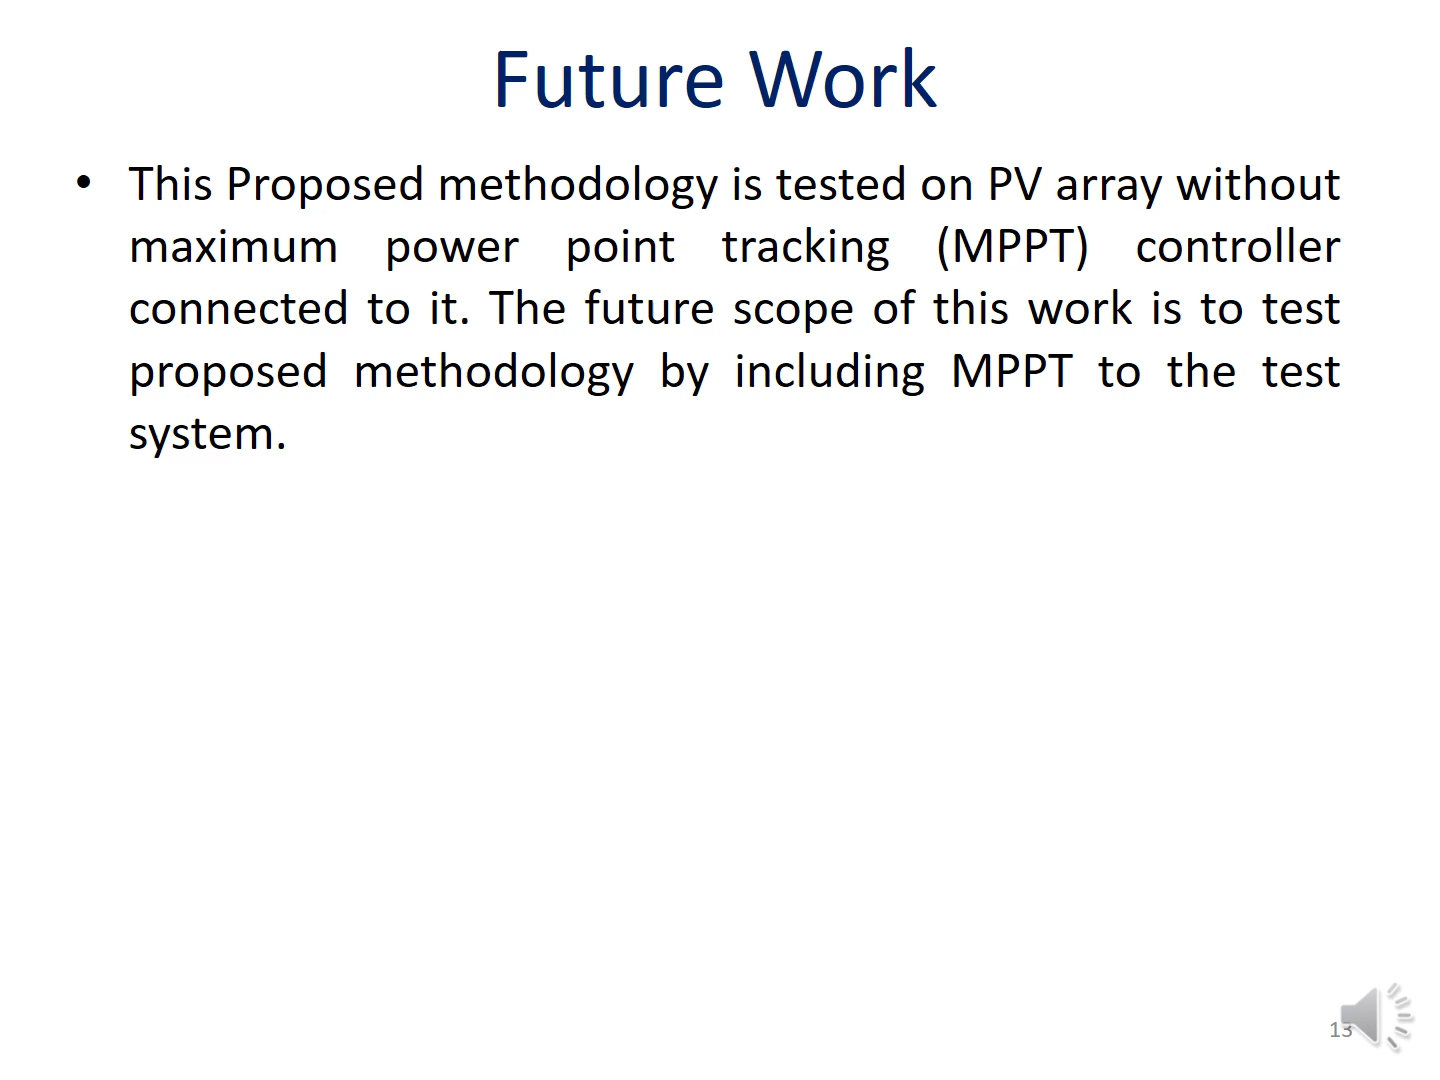 Future Work
• This Proposed methodology is tested on PV array without
maximum power point tracking (MPPT) controller
connected to it. The future scope of this work is to test
proposed methodology by including MPPT to the test
system.
13